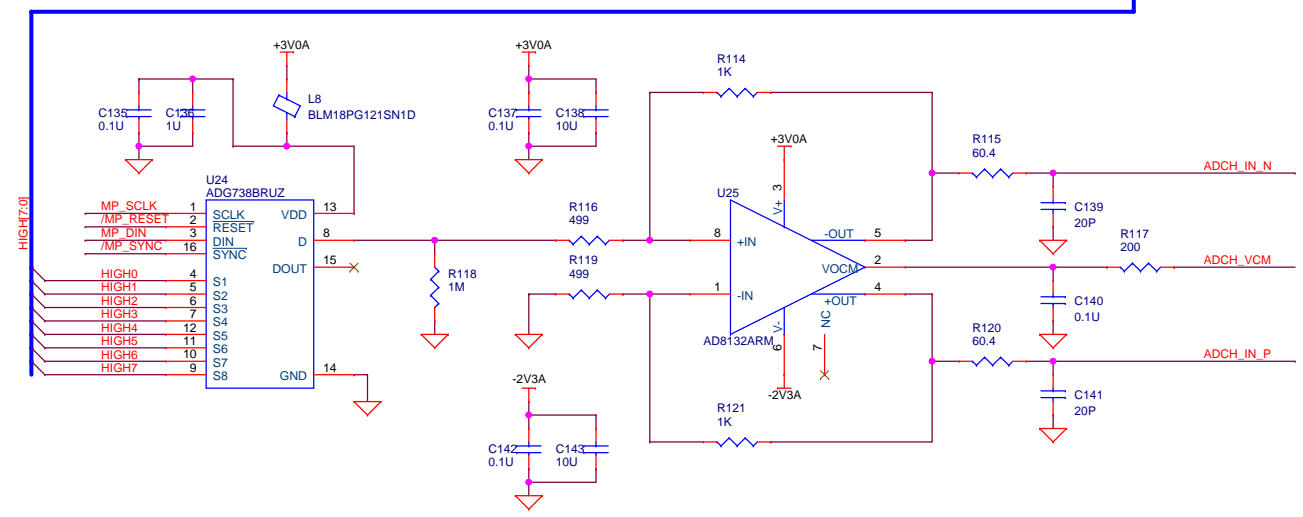 +3V0A
+3V0A
R114
1K
L8
BLM18PG121SN1D
C135
0.1U
C136
1U
C137
0.1U
C138
10U
+3V0A
R115
60.4
ADCH_IN_N
U24
ADG738BRUZ
U25
3
V+
HIGH[7:0]
MP_SCLK
1
SCLK
VDD
13
/MP_RESET
2
RESET
MP_DIN
3
DIN
D
8
/MP_SYNC
16
SYNC
DOUT
15
R116
499
8
+IN
-OUT
5
C139
20P
R117
200
ADCH_VCM
R118
1M
R119
499
VOCM
2
HIGH0
4
S1
HIGH1
5
S2
HIGH2
6
S3
HIGH3
7
S4
HIGH4
12
S5
HIGH5
11
S6
HIGH6
10
S7
HIGH7
9
S8
GND
14
1
-IN
+OUT
4
C140
0.1U
V-
6
NC
7
AD8132ARM
R120
60.4
ADCH_IN_P
-2V3A
-2V3A
R121
1K
C141
20P
C142
0.1U
C143
10U